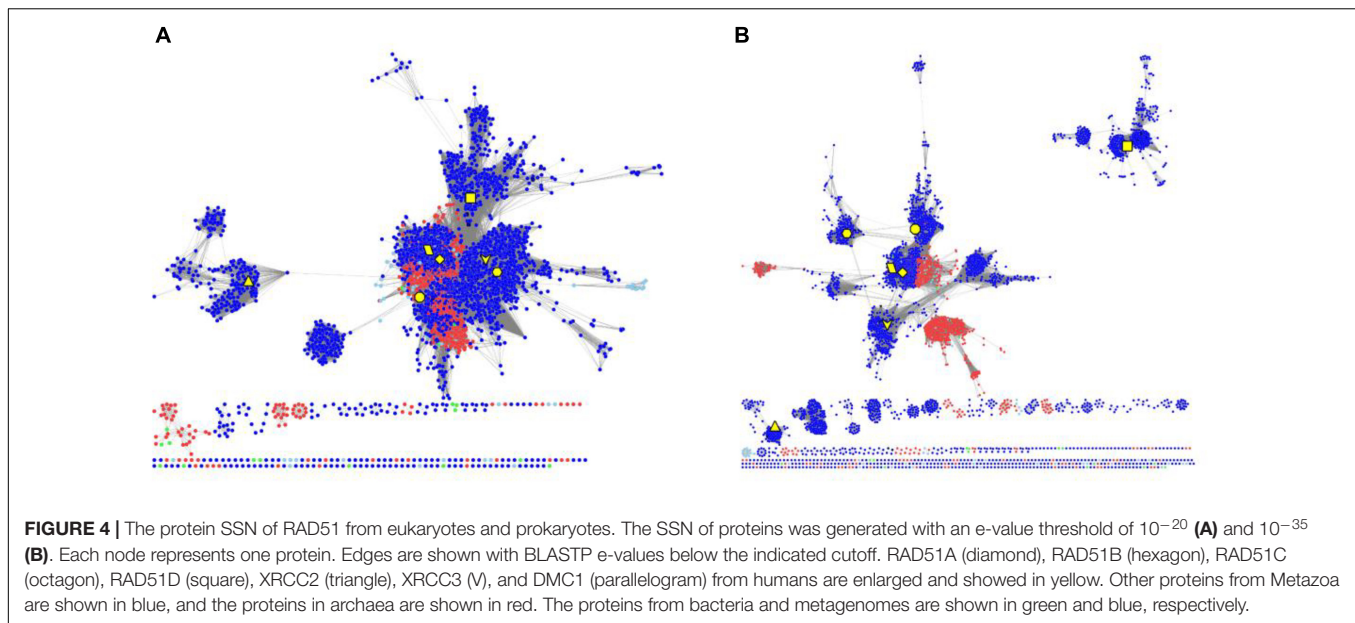 A
B
FIGURE 4 | The protein SSN of RAD51 from eukaryotes and prokaryotes. The SSN of proteins was generated with an e-value threshold of 10⁻²⁰ (A) and 10⁻³⁵
(B). Each node represents one protein. Edges are shown with BLASTP e-values below the indicated cutoff. RAD51A (diamond), RAD51B (hexagon), RAD51C
(octagon), RAD51D (square), XRCC2 (triangle), XRCC3 (V), and DMC1 (parallelogram) from humans are enlarged and showed in yellow. Other proteins from Metazoa
are shown in blue, and the proteins in archaea are shown in red. The proteins from bacteria and metagenomes are shown in green and blue, respectively.